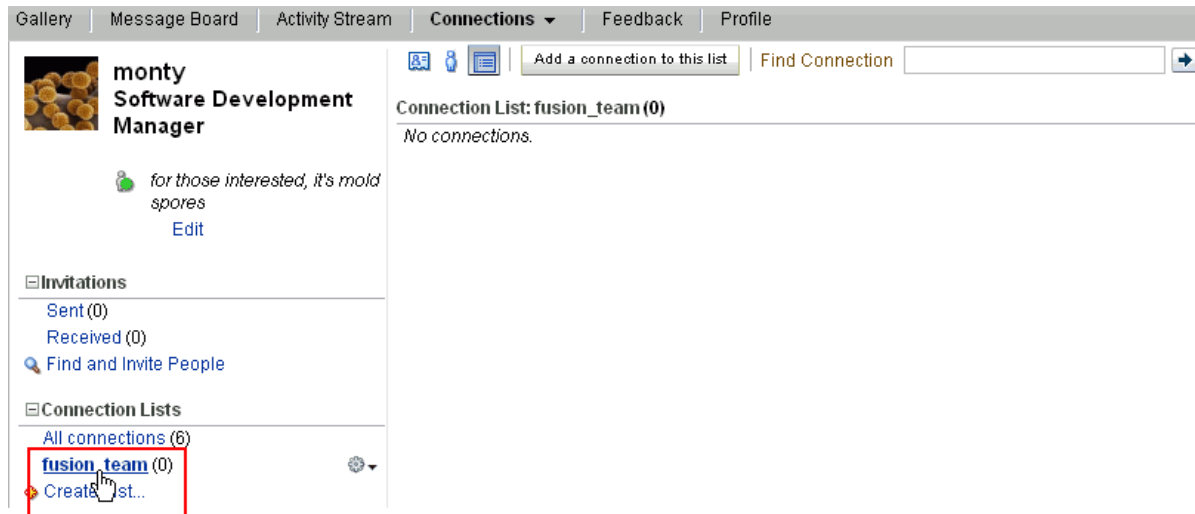 Gallery Message Board Activity Stream Connections Feedback Profile
monty
Software Development
Manager
for those interested, it's mold
spores
Edit
Invitations
Sent (0)
Received (0)
Find and Invite People
Connection Lists
All connections (6)
fusion_team (0)
Create
Add a connection to this list Find Connection
Connection List: fusion_team (0)
No connections.